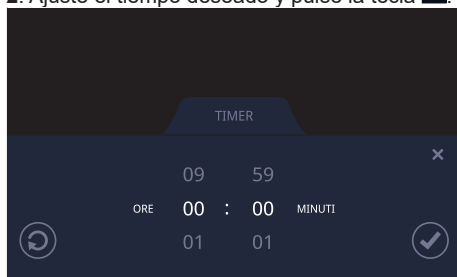 2. Ajuste el tiempo deseado y pulse la tecla
TIMER
09 59
ORE 00 : 00 MINUTI
01 01